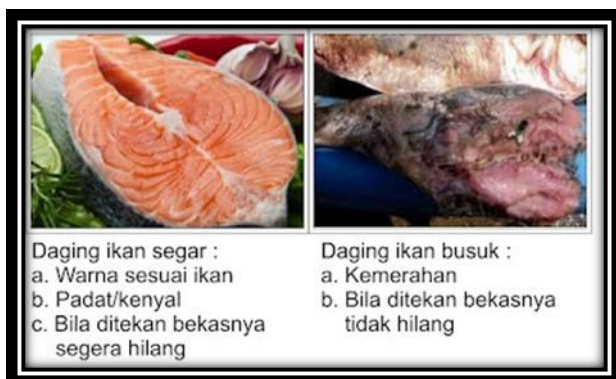 Daging ikan segar :
a. Warna sesuai ikan
b. Padat/kenyal
c. Bila ditekan bekasnya
segera hilang
Daging ikan busuk :
a. Kemerahan
b. Bila ditekan bekasnya
tidak hilang